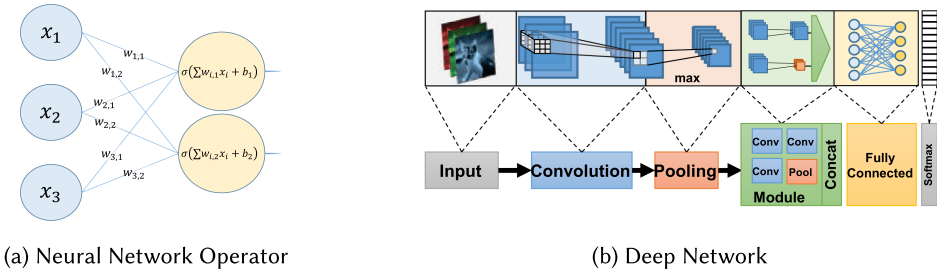 x₁
w₁,₁
w₁,₂
σ(∑wᵢ,₁xᵢ + b₁)
x₂
w₂,₁
w₂,₂
σ(∑wᵢ,₂xᵢ + b₂)
w₃,₁
w₃,₂
x₃
(a) Neural Network Operator
max
Input
Convolution
Pooling
Conv Conv
Conv Pool
Module
Concat
Fully
Connected
Softmax
(b) Deep Network